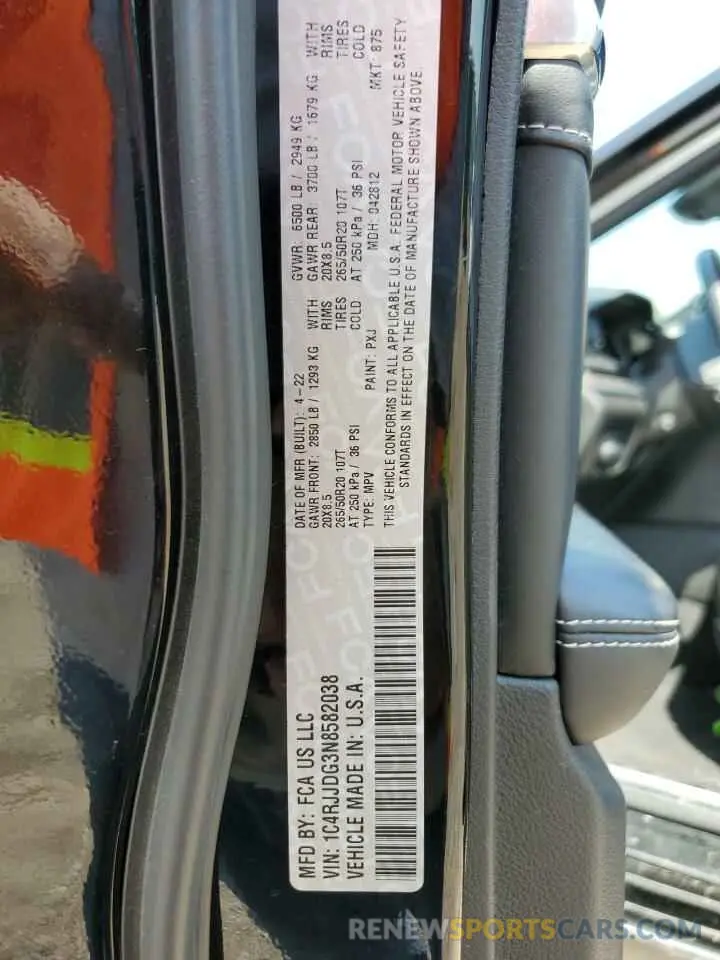 MFD BY: FCA US LLC
VIN: 1C4RJJDG3N8582038
VEHICLE MADE IN: U.S.A.
DATE OF MFR (BUILT): 4-22 GVWR: 6500 LB / 2949 KG
GAWR FRONT: 2850 LB / 1293 KG WITH GAWR REAR: 3700 LB / 1679 KG WITH
20X8.5 RIMS 20X8.5 RIMS
265/50R20 107T TIRES 265/50R20 107T TIRES
AT 250 kPa / 36 PSI COLD AT 250 kPa / 36 PSI COLD
TYPE: MPV PAINT: PXJ MDH: 042812 MKT: 875
THIS VEHICLE CONFORMS TO ALL APPLICABLE U.S.A. FEDERAL MOTOR VEHICLE SAFETY
STANDARDS IN EFFECT ON THE DATE OF MANUFACTURE SHOWN ABOVE.
RENEWSPORTSCARS.COM